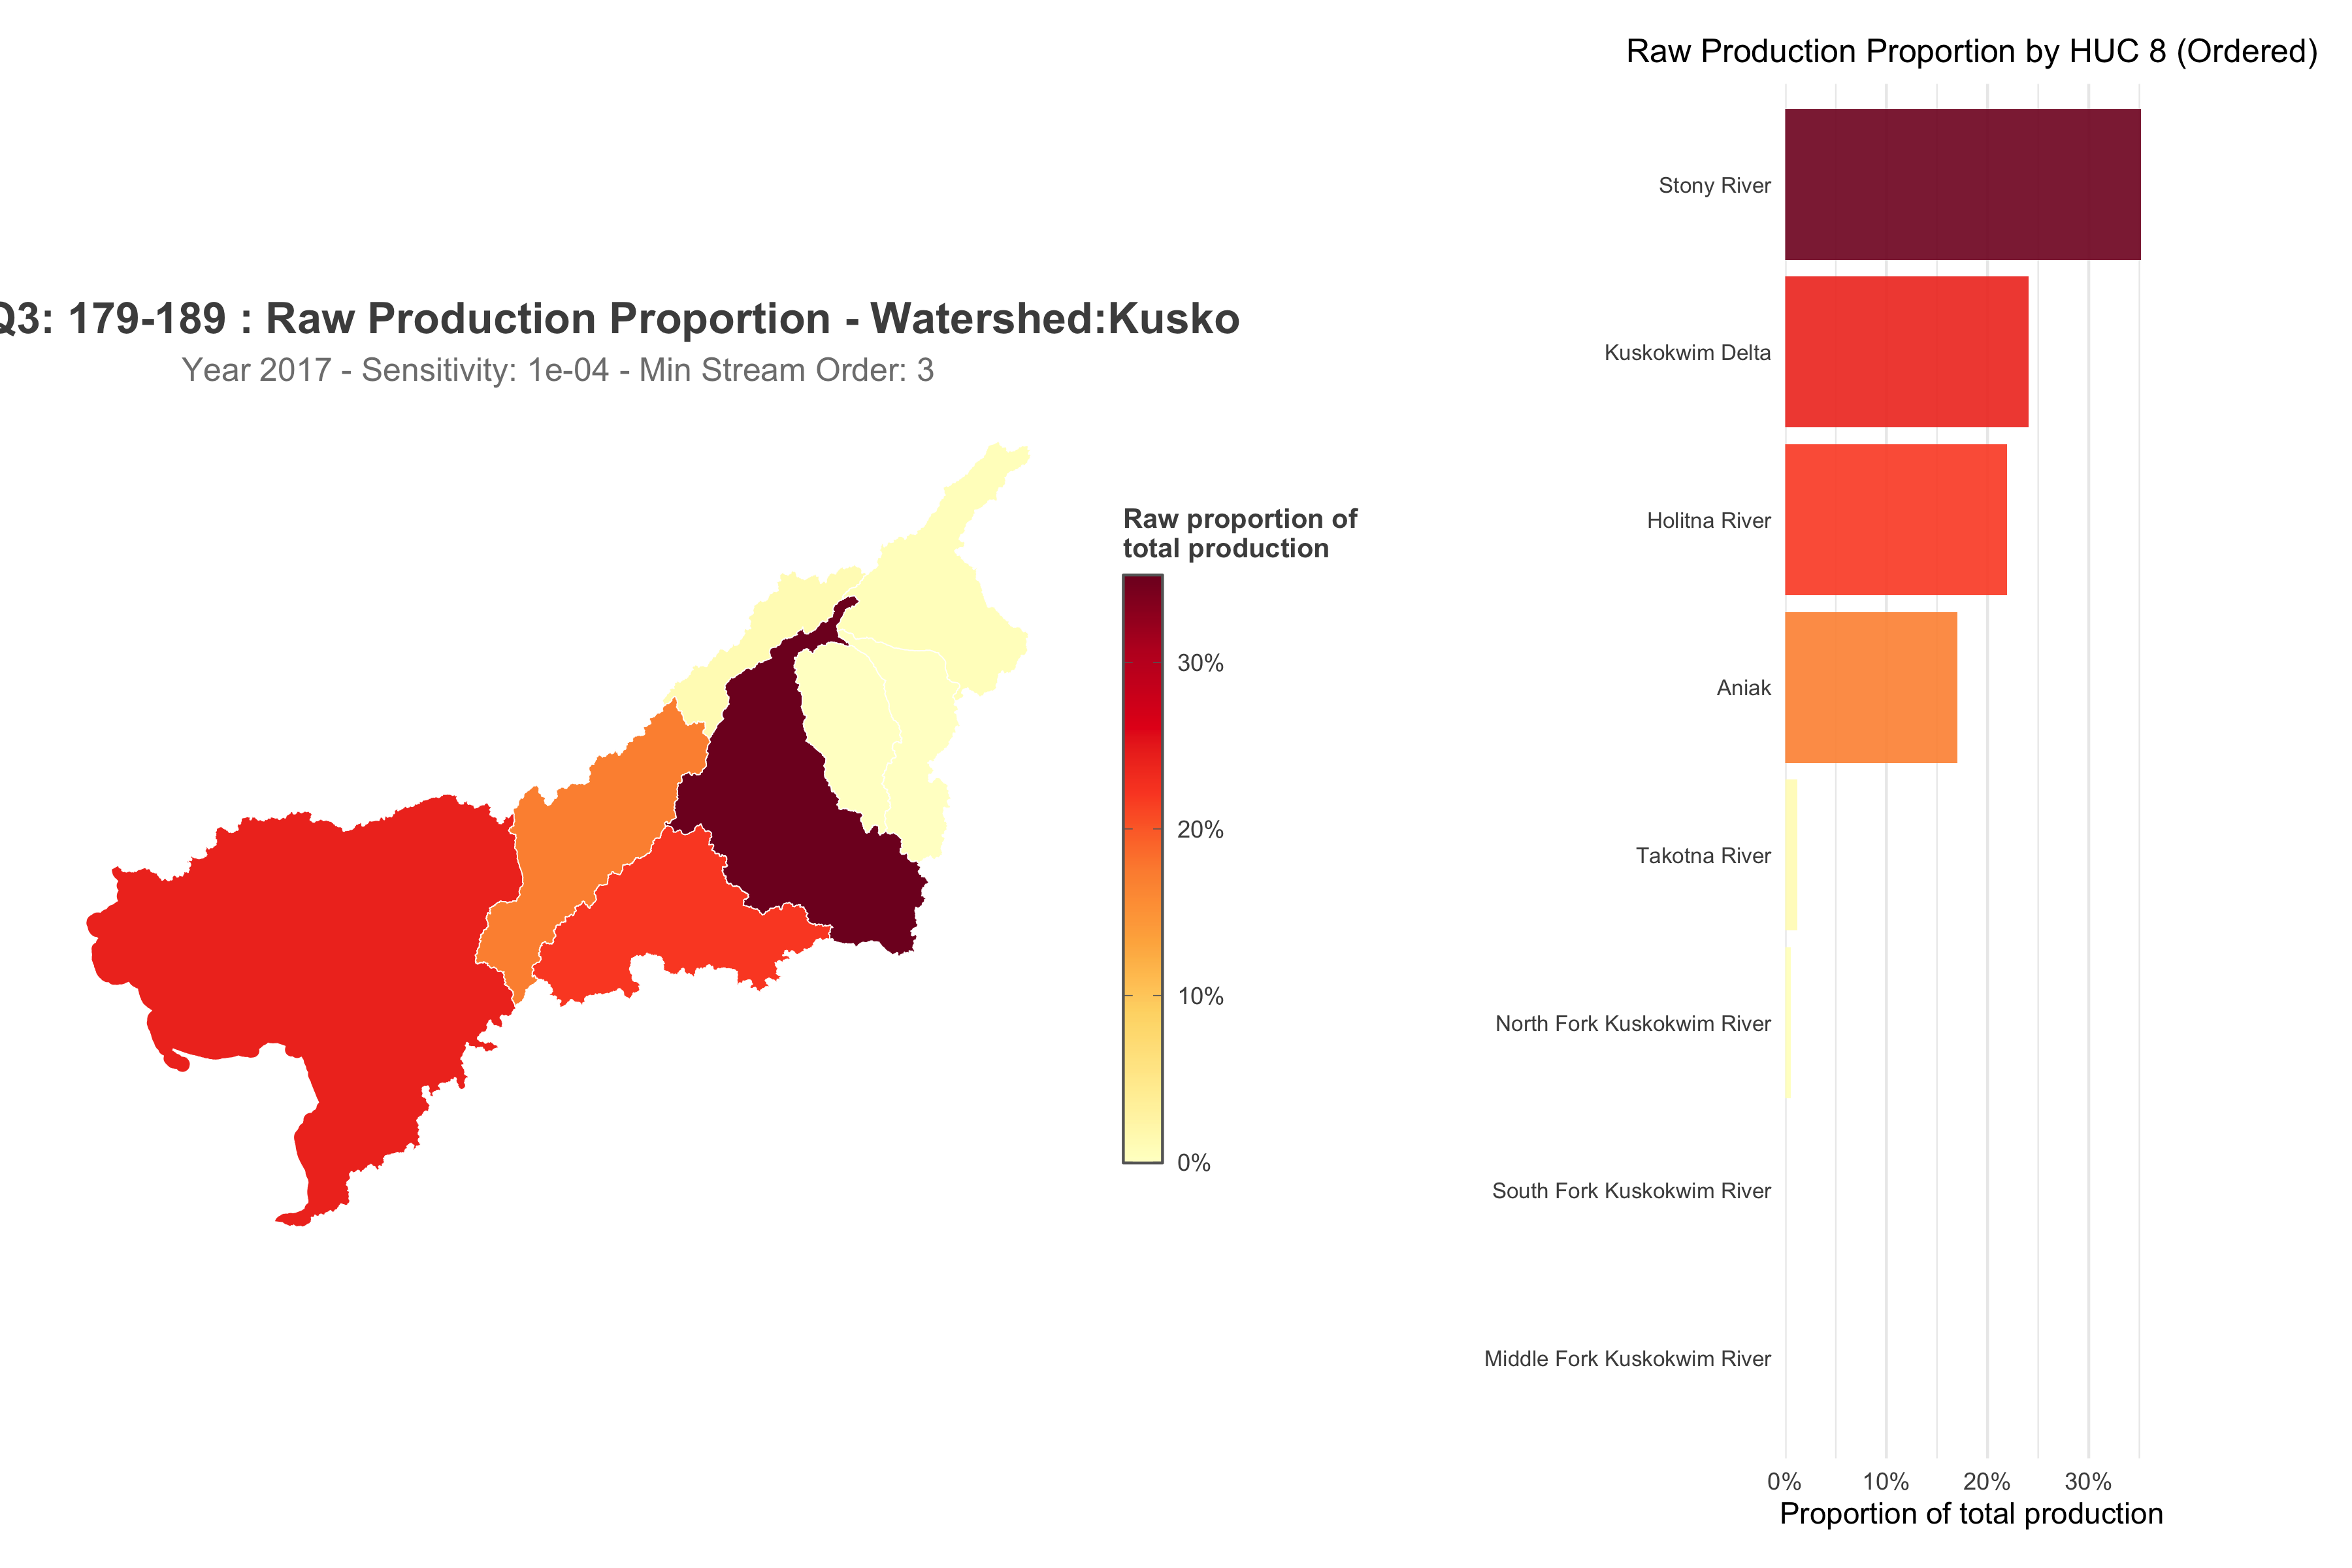 Q3: 179-189 : Raw Production Proportion - Watershed:Kusko
Year 2017 - Sensitivity: 1e-04 - Min Stream Order: 3
Raw proportion of
total production
30%
20%
10%
0%
Raw Production Proportion by HUC 8 (Ordered)
Stony River
Kuskokwim Delta
Holitna River
Aniak
Takotna River
North Fork Kuskokwim River
South Fork Kuskokwim River
Middle Fork Kuskokwim River
0% 10% 20% 30%
Proportion of total production